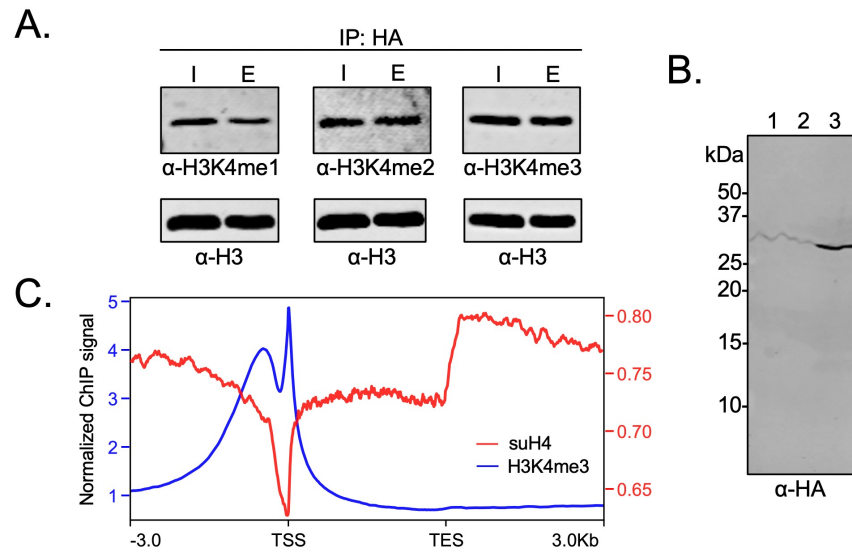 A.
IP: HA
I E I E I E
α-H3K4me1 α-H3K4me2 α-H3K4me3
α-H3 α-H3 α-H3
B.
1 2 3
kDa
50
37
25
20
15
10
α-HA
C.
Normalized ChIP signal
5
4
3
2
1
0.80
0.75
0.70
0.65
suH4
H3K4me3
-3.0 TSS TES 3.0Kb